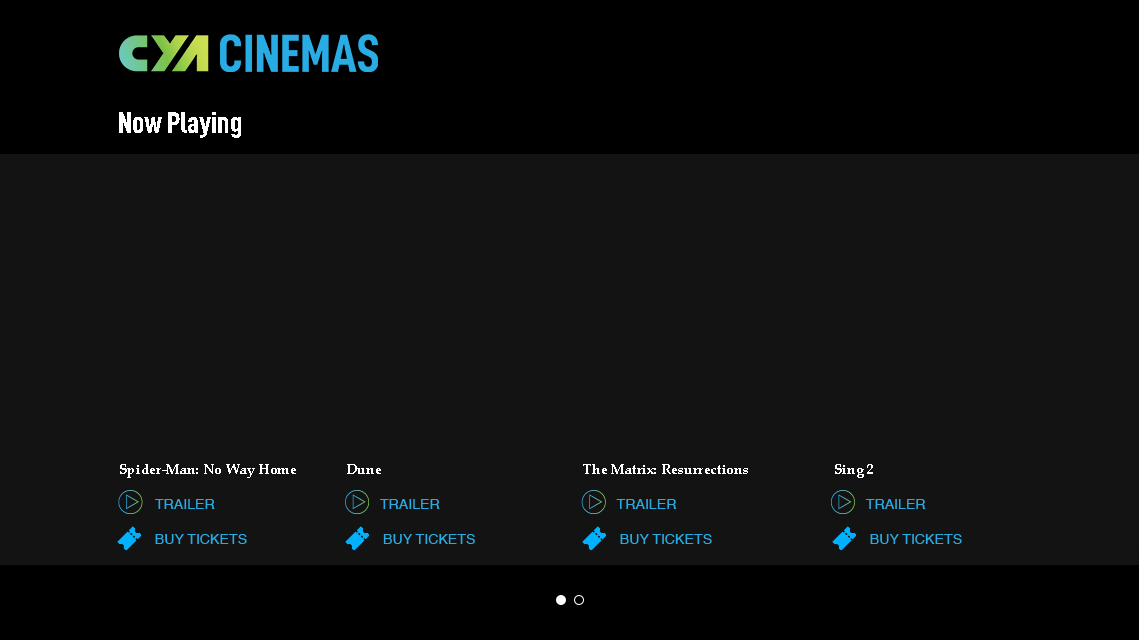 CYA CINEMAS
Now Playing
Spider-Man: No Way Home
TRAILER
BUY TICKETS
Dune
TRAILER
BUY TICKETS
The Matrix: Resurrections
TRAILER
BUY TICKETS
Sing 2
TRAILER
BUY TICKETS